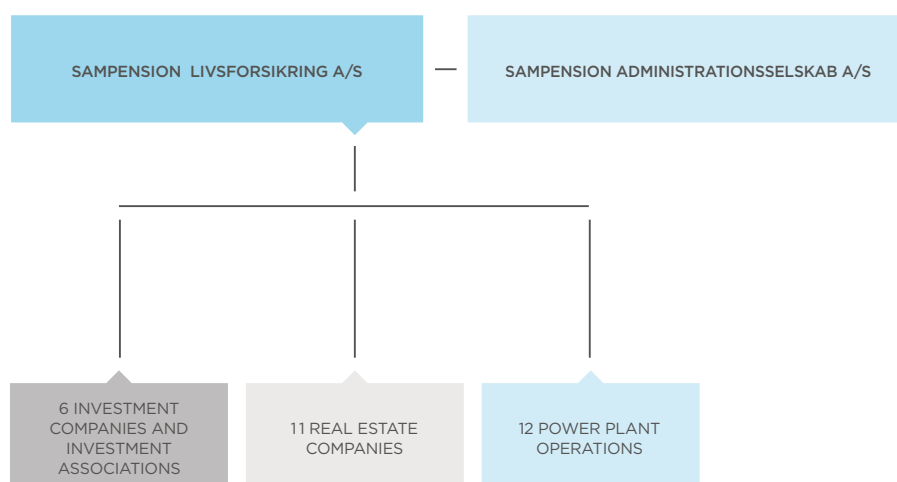 SAMPENSION LIVSFORSIKRING A/S
SAMPENSION ADMINISTRATIONSSELSKAB A/S
6 INVESTMENT
COMPANIES AND
INVESTMENT
ASSOCIATIONS
11 REAL ESTATE
COMPANIES
12 POWER PLANT
OPERATIONS